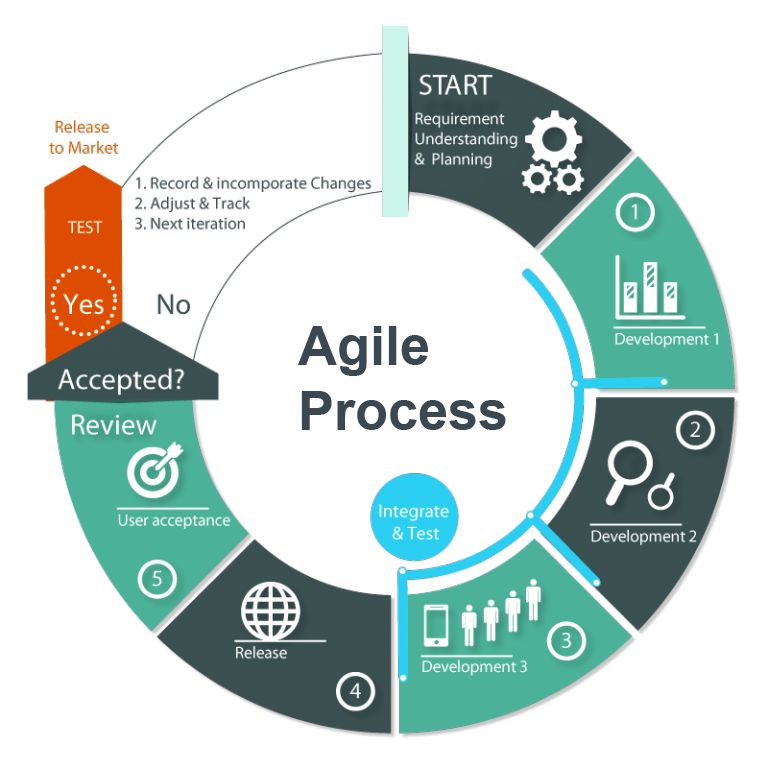 START
Requirement
Understanding
& Planning
1
Development 1
2
Development 2
3
Development 3
4
Release
5
User acceptance
Review
Accepted?
Yes
No
TEST
Release
to Market
1. Record & incomporate Changes
2. Adjust & Track
3. Next iteration
Agile
Process
Integrate
& Test